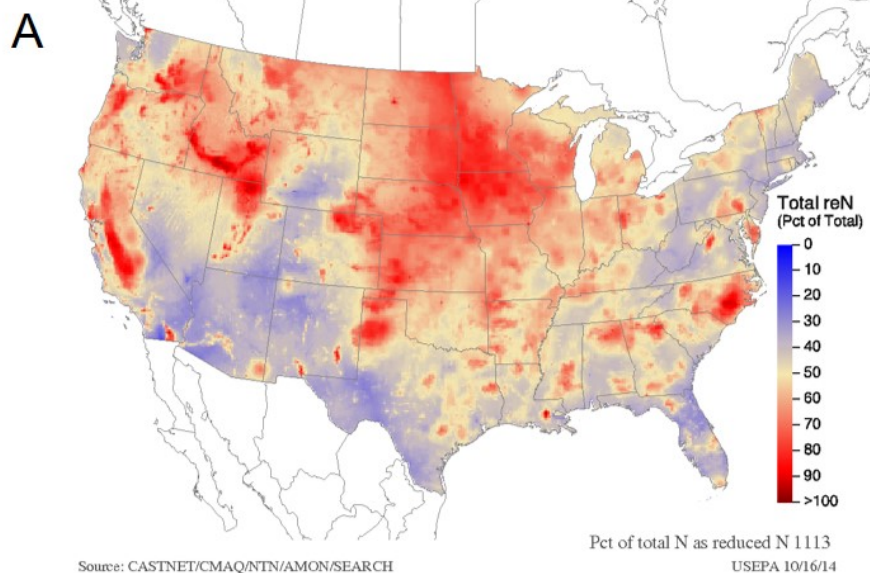 A
Total reN
(Pct of Total)
0
10
20
30
40
50
60
70
80
90
>100
Pct of total N as reduced N 1113
Source: CASTNET/CMAQ/NTN/AMON/SEARCH
USEPA 10/16/14